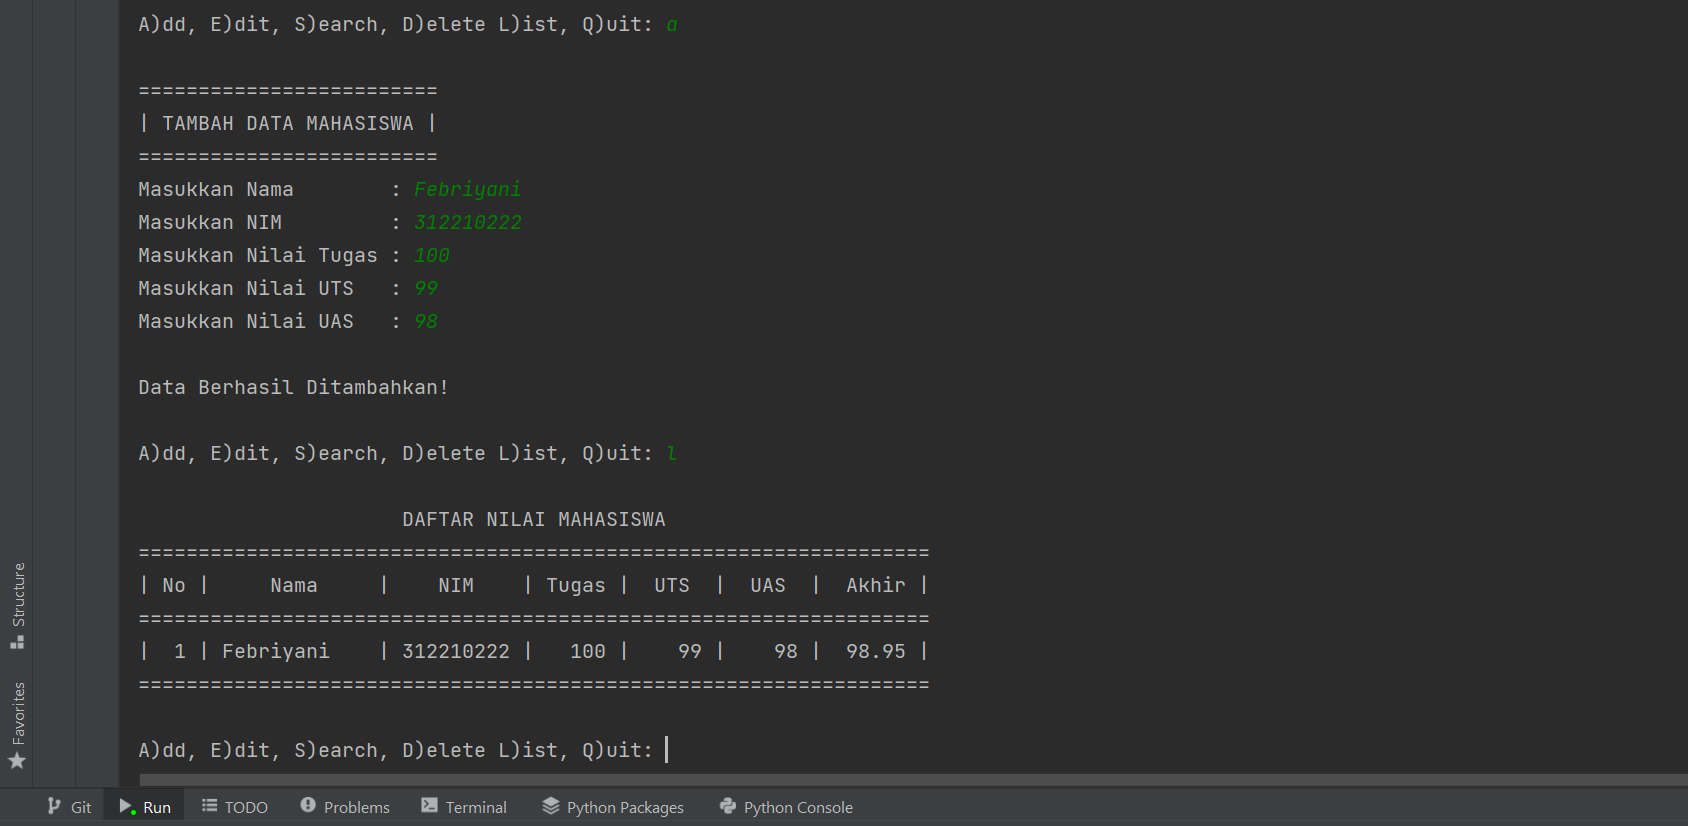 A)dd, E)dit, S)earch, D)elete L)ist, Q)uit: a
=========================
| TAMBAH DATA MAHASISWA |
=========================
Masukkan Nama        : Febriyani
Masukkan NIM         : 312210222
Masukkan Nilai Tugas : 100
Masukkan Nilai UTS   : 99
Masukkan Nilai UAS   : 98
Data Berhasil Ditambahkan!
A)dd, E)dit, S)earch, D)elete L)ist, Q)uit: l
DAFTAR NILAI MAHASISWA
==================================================================
| No |     Nama     |    NIM    | Tugas |  UTS  |  UAS  |  Akhir |
==================================================================
|  1 | Febriyani    | 312210222 |   100 |    99 |    98 |  98.95 |
==================================================================
A)dd, E)dit, S)earch, D)elete L)ist, Q)uit:
Structure
Favorites
Git Run TODO Problems Terminal Python Packages Python Console